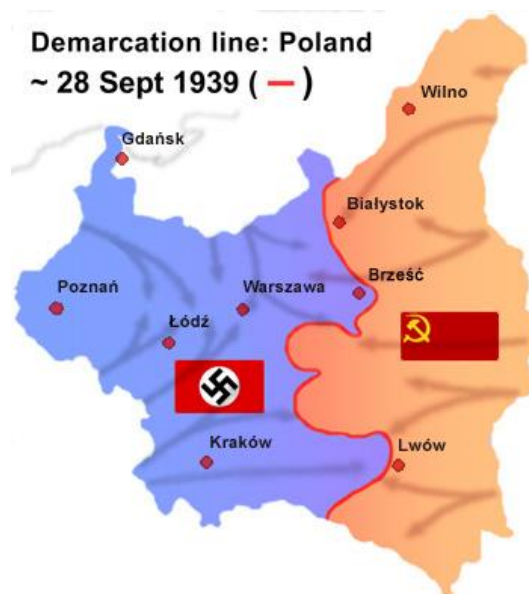 Demarcation line: Poland
~ 28 Sept 1939 ( — )
Wilno
Gdańsk
Białystok
Poznań
Warszawa
Brześć
Łódź
Kraków
Lwów